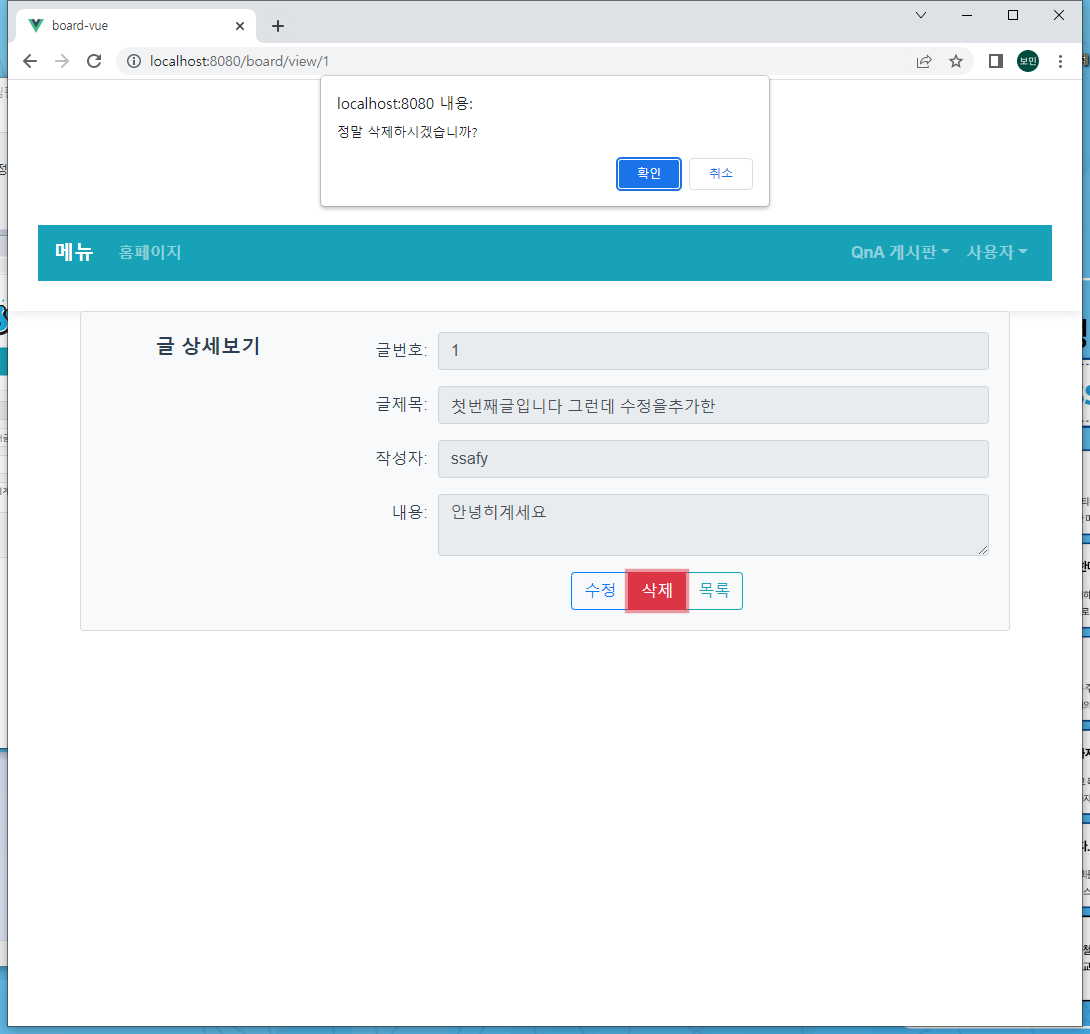 board-vue
localhost:8080/board/view/1
보민
localhost:8080 내용:
정말 삭제하시겠습니까?
확인 취소
메뉴 홈페이지 QnA 게시판 사용자
글 상세보기
글번호: 1
글제목: 첫번째글입니다 그런데 수정을추가한
작성자: ssafy
내용: 안녕히계세요
수정 삭제 목록